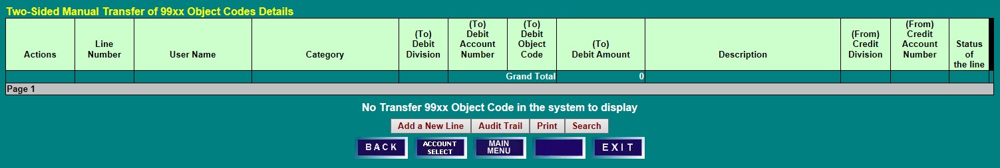 Two-Sided Manual Transfer of 99xx Object Codes Details
Actions
Line
Number
User Name
Category
(To)
Debit
Division
(To)
Debit
Account
Number
(To)
Debit
Object
Code
(To)
Debit Amount
Description
(From)
Credit
Division
(From)
Credit
Account
Number
Status
of
the line
Grand Total 0
Page 1
No Transfer 99xx Object Code in the system to display
Add a New Line Audit Trail Print Search
BACK
ACCOUNT
SELECT
MAIN
MENU
EXIT